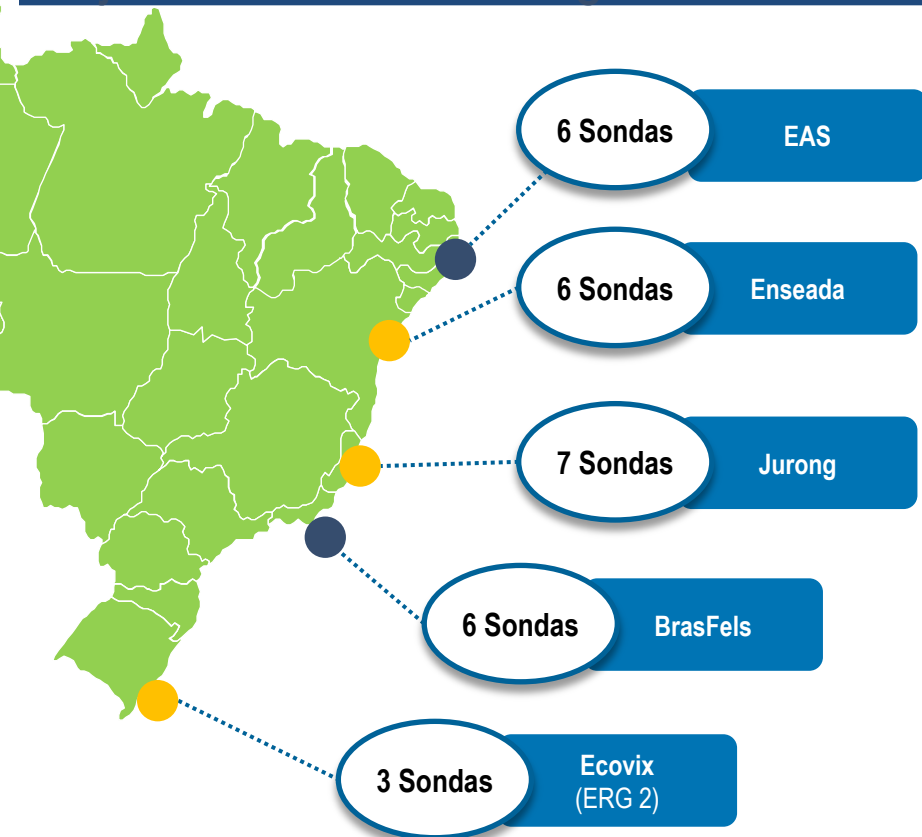 6 Sondas
EAS
6 Sondas
Enseada
7 Sondas
Jurong
6 Sondas
BrasFels
3 Sondas
Ecovix
(ERG 2)